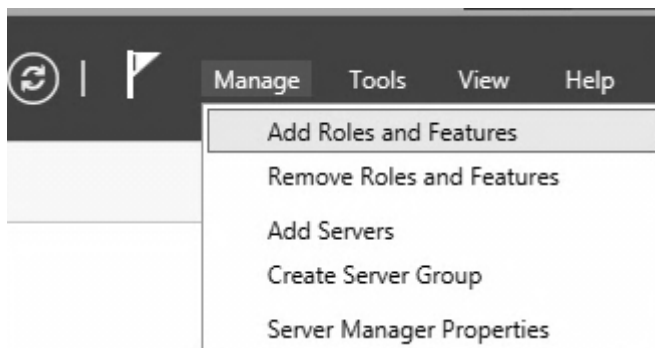 Manage Tools View Help
Add Roles and Features
Remove Roles and Features
Add Servers
Create Server Group
Server Manager Properties